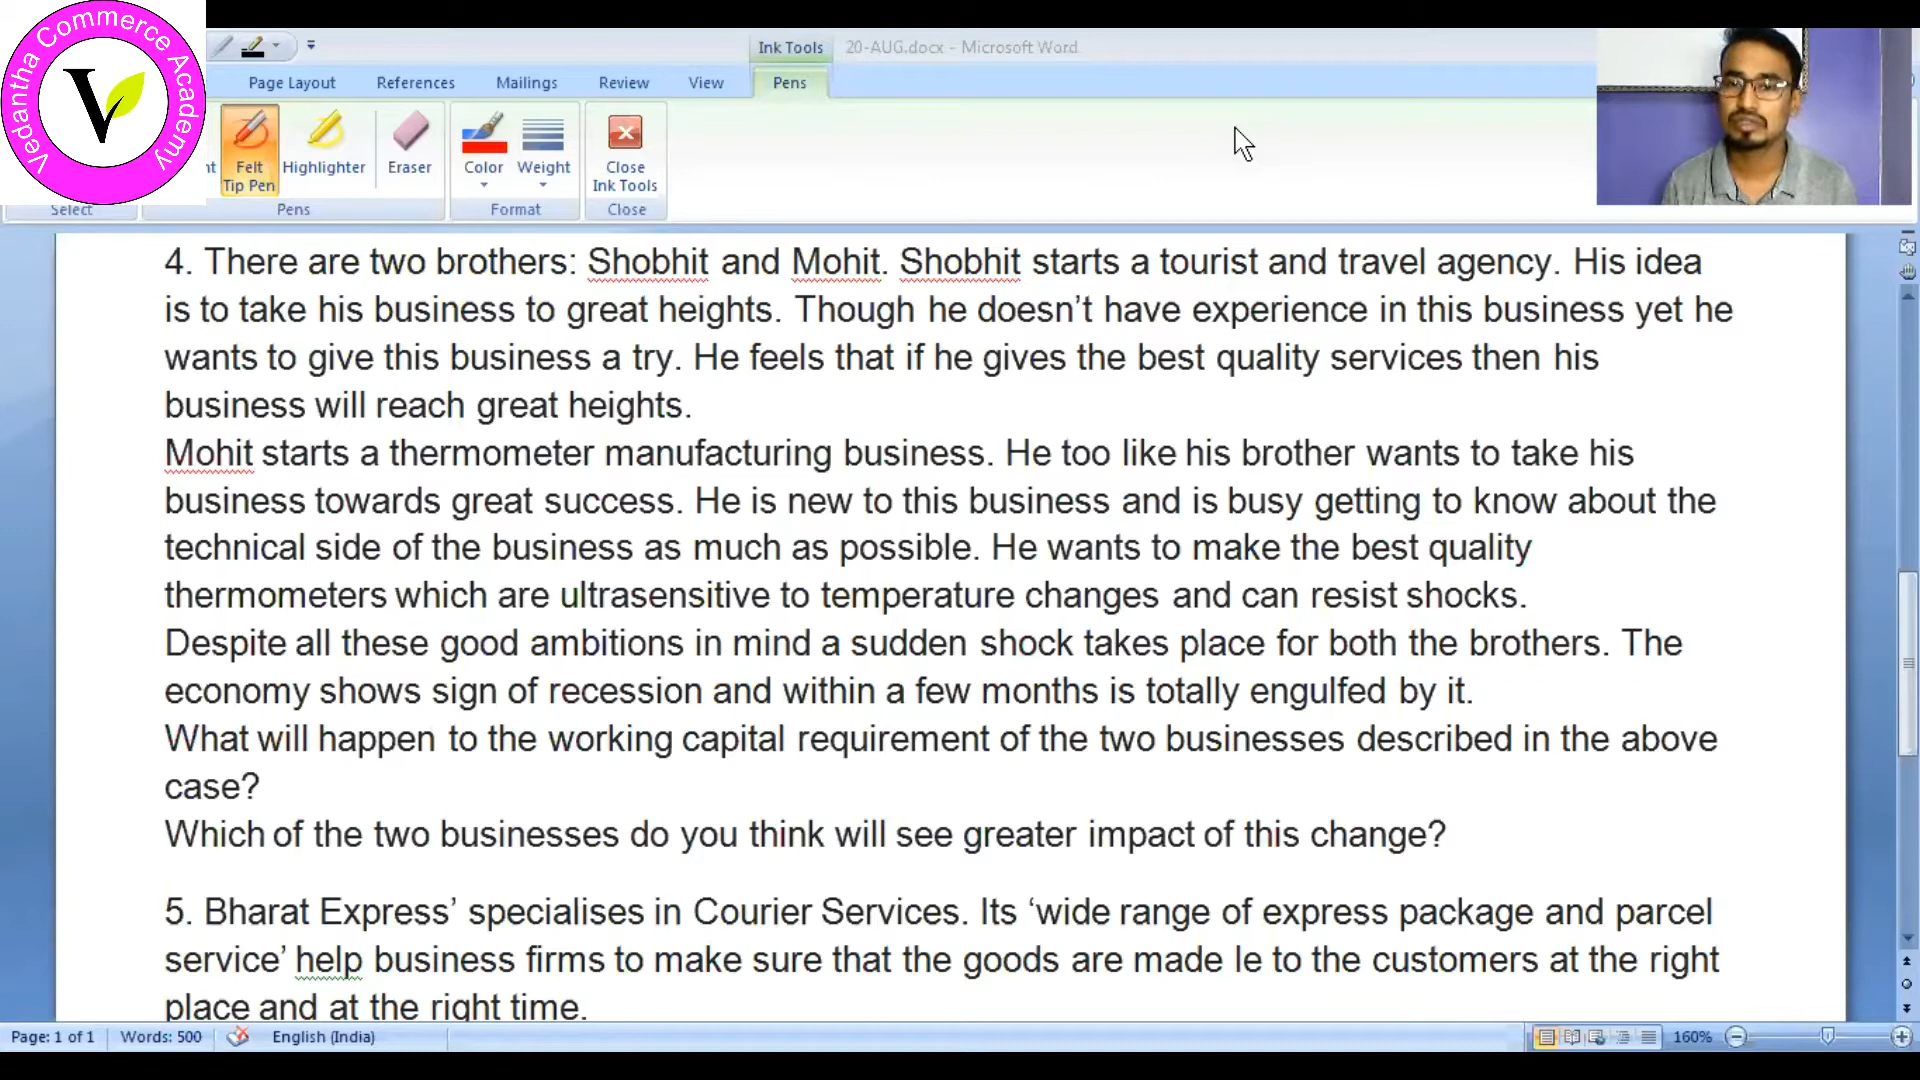 Vedantha Commerce Academy
V
Ink Tools
20-AUG.docx - Microsoft Word
Page Layout
References
Mailings
Review
View
Pens
Felt
Tip Pen
Highlighter
Eraser
Color
Weight
Close
Ink Tools
Select
Pens
Format
Close
4. There are two brothers: Shobhit and Mohit. Shobhit starts a tourist and travel agency. His idea
is to take his business to great heights. Though he doesn’t have experience in this business yet he
wants to give this business a try. He feels that if he gives the best quality services then his
business will reach great heights.
Mohit starts a thermometer manufacturing business. He too like his brother wants to take his
business towards great success. He is new to this business and is busy getting to know about the
technical side of the business as much as possible. He wants to make the best quality
thermometers which are ultrasensitive to temperature changes and can resist shocks.
Despite all these good ambitions in mind a sudden shock takes place for both the brothers. The
economy shows sign of recession and within a few months is totally engulfed by it.
What will happen to the working capital requirement of the two businesses described in the above
case?
Which of the two businesses do you think will see greater impact of this change?
5. Bharat Express’ specialises in Courier Services. Its ‘wide range of express package and parcel
service’ help business firms to make sure that the goods are made le to the customers at the right
place and at the right time.
Page: 1 of 1
Words: 500
English (India)
160%